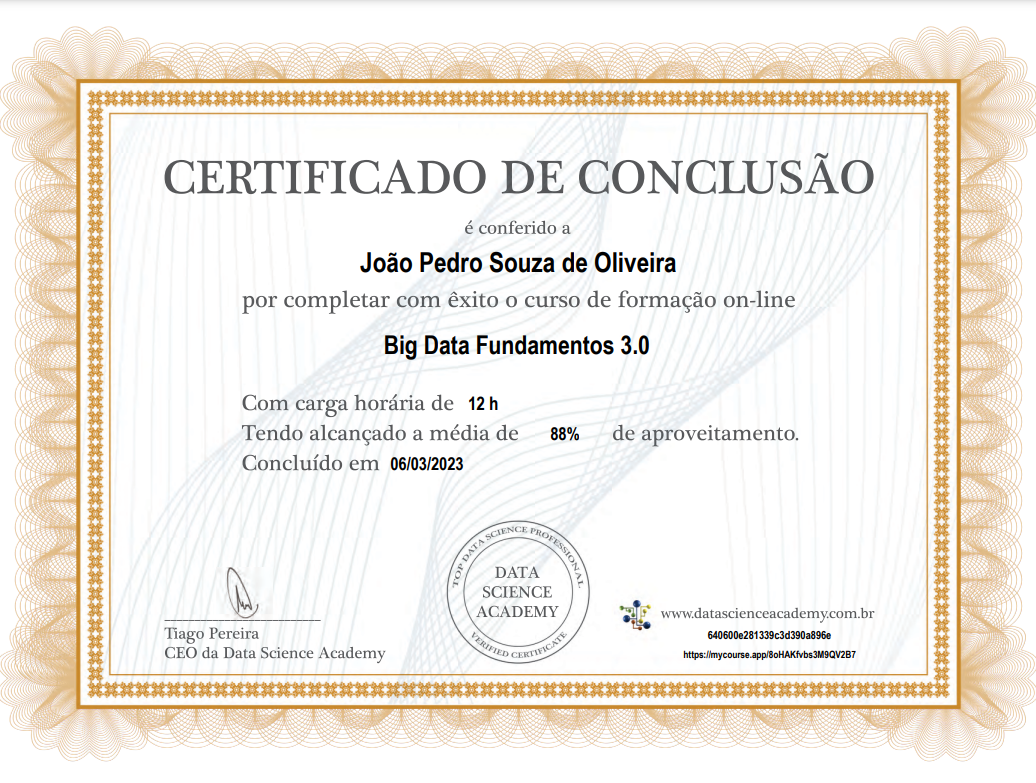 CERTIFICADO DE CONCLUSÃO
é conferido a
João Pedro Souza de Oliveira
por completar com êxito o curso de formação on-line
Big Data Fundamentos 3.0
Com carga horária de 12 h
Tendo alcançado a média de 88% de aproveitamento.
Concluído em 06/03/2023
TOP DATA SCIENCE PROFESSIONAL
DATA
SCIENCE
ACADEMY
VERIFIED CERTIFICATE
Tiago Pereira
CEO da Data Science Academy
www.datascienceacademy.com.br
640600e281339c3d390a896e
https://mycourse.app/8oHAKfvbs3M9QV2B7